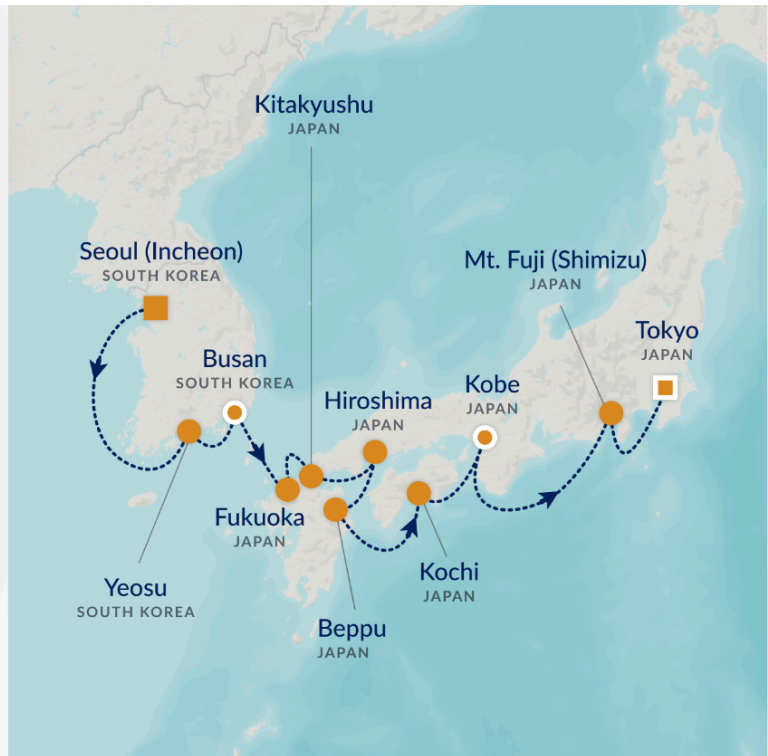 Kitakyushu
JAPAN
Seoul (Incheon)
SOUTH KOREA
Mt. Fuji (Shimizu)
JAPAN
Tokyo
JAPAN
Busan
SOUTH KOREA
Hiroshima
JAPAN
Kobe
JAPAN
Fukuoka
JAPAN
Kochi
JAPAN
Yeosu
SOUTH KOREA
Beppu
JAPAN